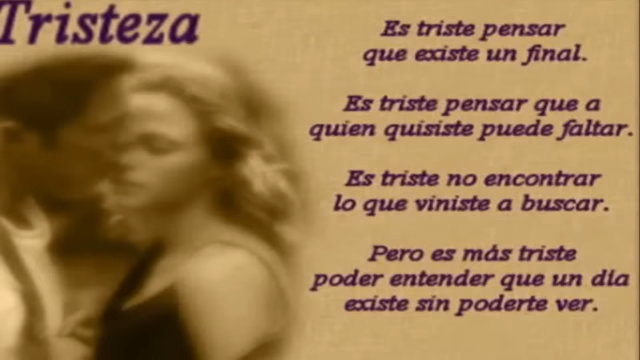 Tristeza
Es triste pensar
que existe un final.
Es triste pensar que a
quien quisiste puede faltar.
Es triste no encontrar
lo que viniste a buscar.
Pero es más triste
poder entender que un día
existe sin poderte ver.